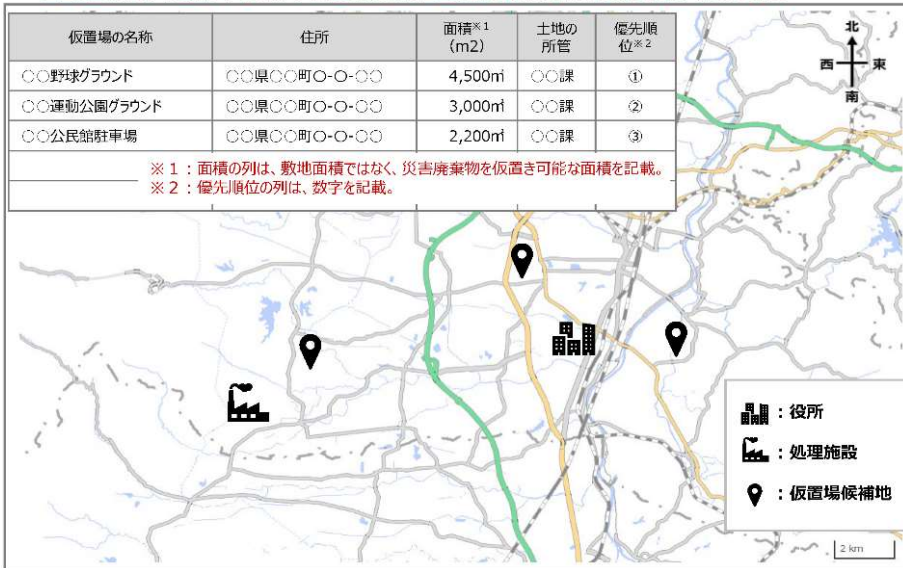 仮置場の名称 住所 面積※1 (m2) 土地の所管 優先順位※2
○○野球グラウンド ○○県○○町○-○-○○ 4,500㎡ ○○課 ①
○○運動公園グラウンド ○○県○○町○-○-○○ 3,000㎡ ○○課 ②
○○公民館駐車場 ○○県○○町○-○-○○ 2,200㎡ ○○課 ③
※1：面積の列は、敷地面積ではなく、災害廃棄物を仮置き可能な面積を記載。
※2：優先順位の列は、数字を記載。
北
西 東
南
：役所
：処理施設
：仮置場候補地
2 km